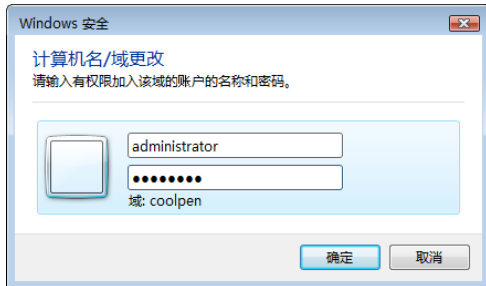 Windows 安全
计算机名/域更改
请输入有权限加入该域的账户的名称和密码。
administrator
●●●●●●●●
域: coolpen
确定
取消